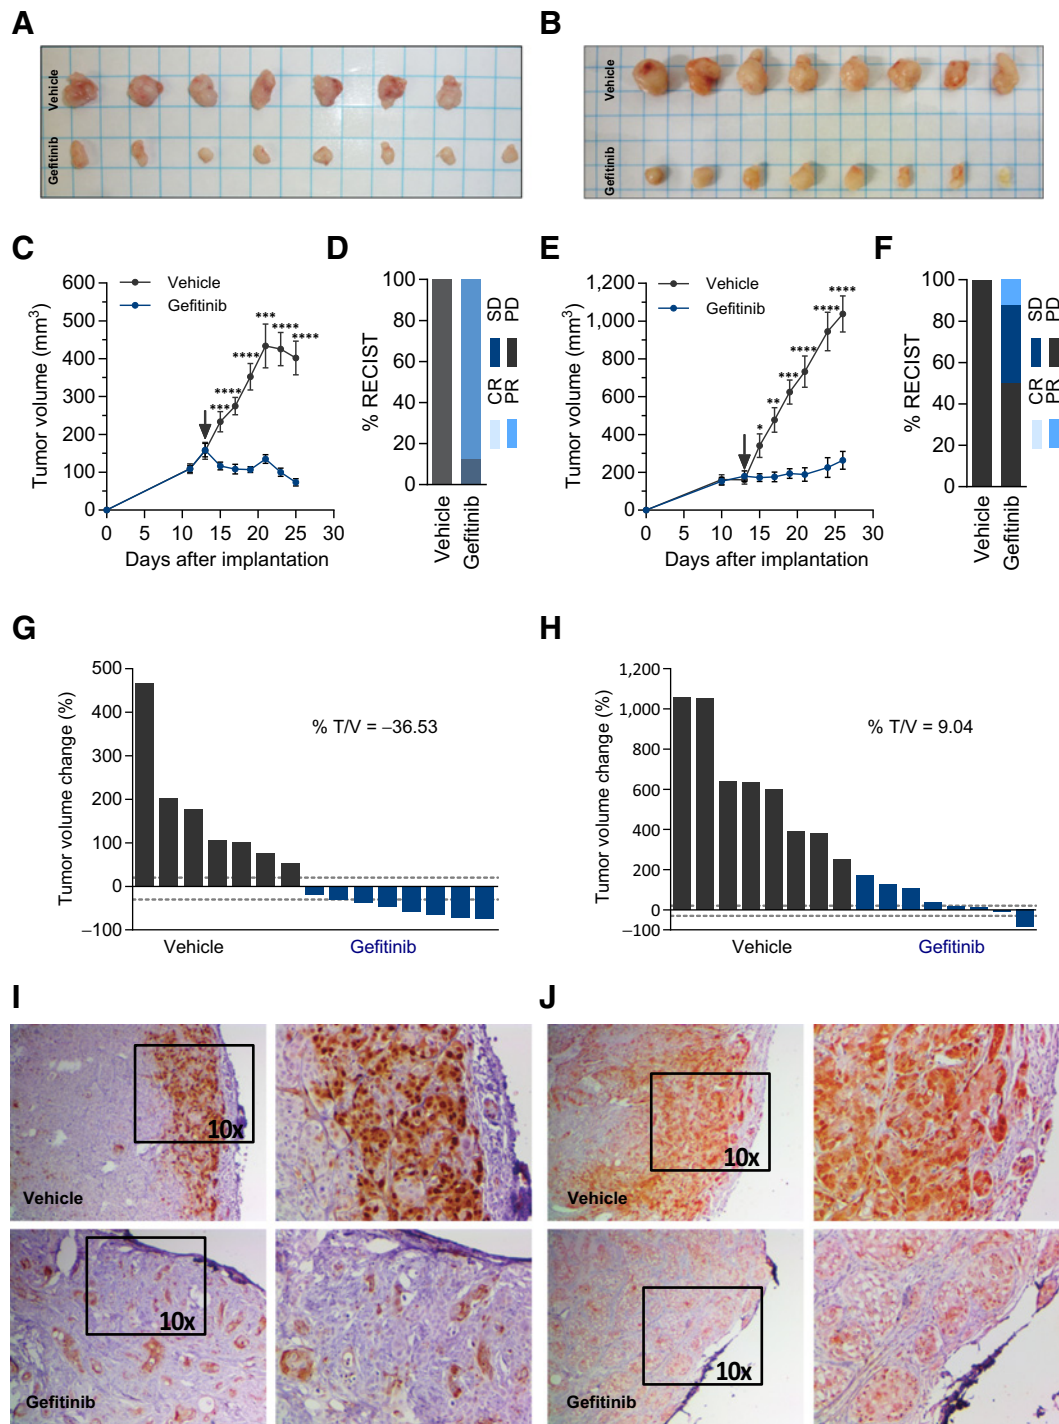 A
B
Vehicle
Gefitinib
Vehicle
Gefitinib
C
Tumor volume (mm3)
600
500
400
300
200
100
0
Vehicle
Gefitinib
***
****
****
***
****
****
0 5 10 15 20 25 30
Days after implantation
D
% RECIST
100
80
60
40
20
0
Vehicle
Gefitinib
CR SD
PR PD
E
Tumor volume (mm3)
1,200
1,000
800
600
400
200
0
Vehicle
Gefitinib
*
**
***
****
****
****
0 5 10 15 20 25 30
Days after implantation
F
% RECIST
100
80
60
40
20
0
Vehicle
Gefitinib
CR SD
PR PD
G
Tumor volume change (%)
500
400
300
200
100
0
−100
% T/V = −36.53
Vehicle
Gefitinib
H
Tumor volume change (%)
1,200
1,000
800
600
400
200
0
−100
% T/V = 9.04
Vehicle
Gefitinib
I
10x
Vehicle
10x
Gefitinib
J
10x
Vehicle
10x
Gefitinib